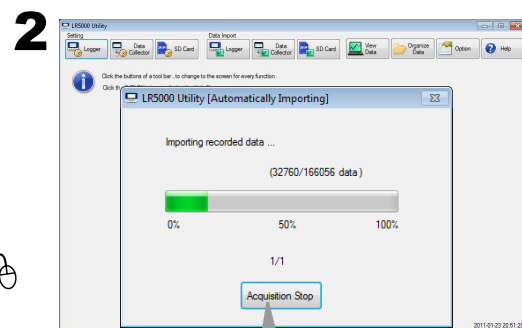 2
LR5000 Utility
Setting
Data Import
Logger
Data Collector
SD Card
Logger
Data Collector
SD Card
View Data
Organize Data
Option
Help
Click the buttons of a tool bar , to change to the screen for every function.
Click th
LR5000 Utility [Automatically Importing]
Importing recorded data ...
(32760/166056 data )
0% 50% 100%
1/1
Acquisition Stop
2011-01-23 20:51:28